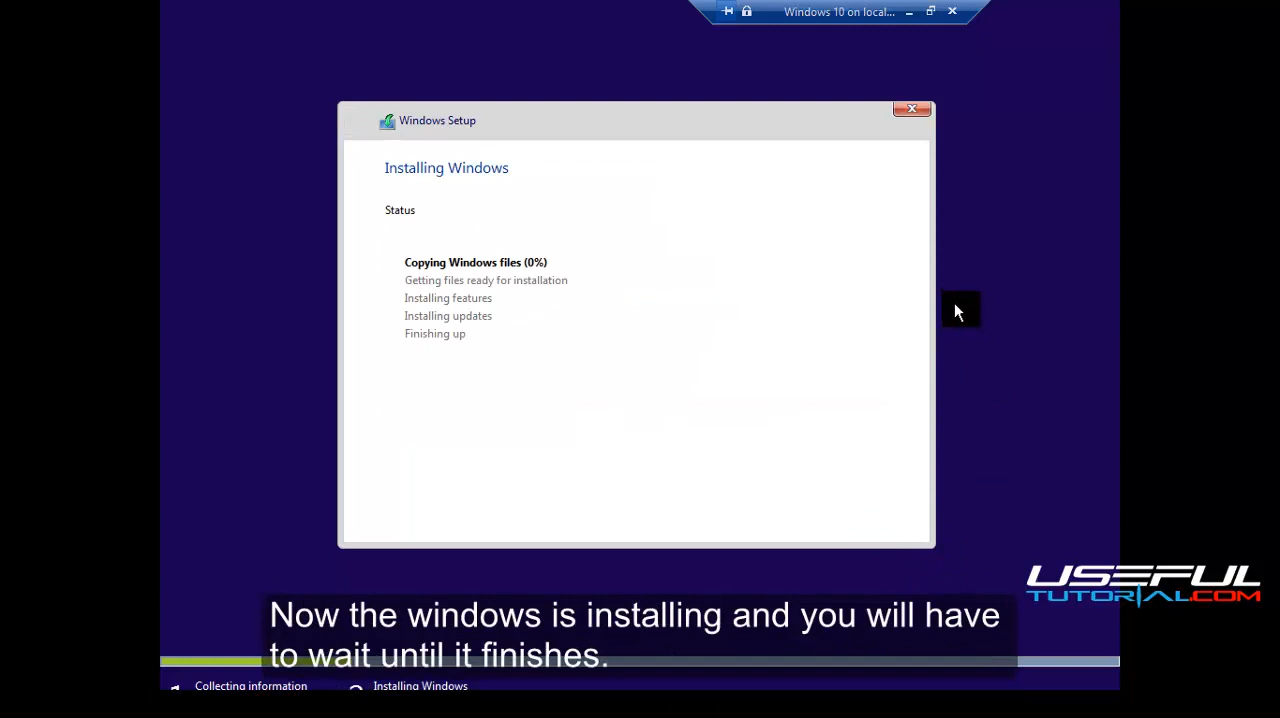 Windows 10 on local...
Windows Setup
Installing Windows
Status
Copying Windows files (0%)
Getting files ready for installation
Installing features
Installing updates
Finishing up
USEFUL
TUTORIAL.COM
Now the windows is installing and you will have
to wait until it finishes.
1 Collecting information 2 Installing Windows